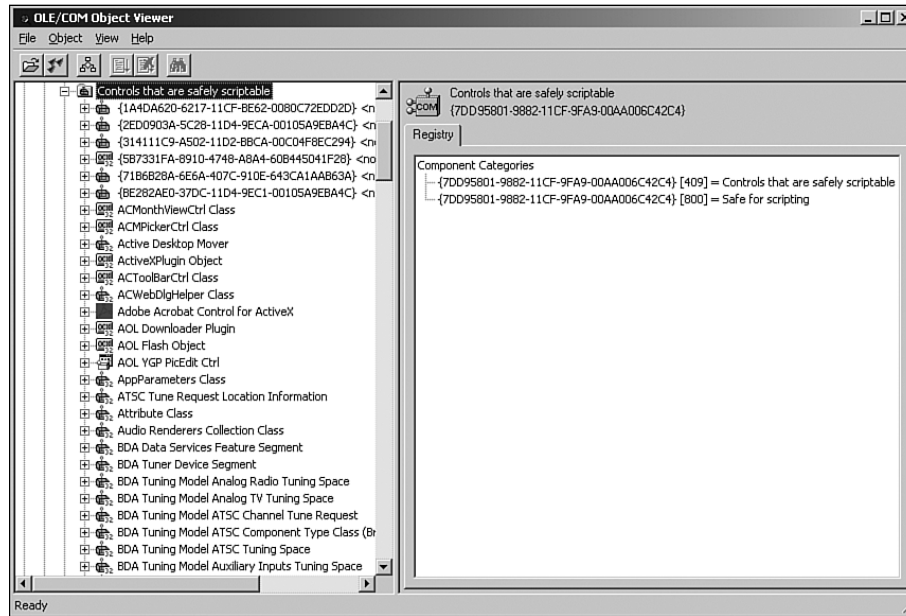 OLE/COM Object Viewer
File Object View Help
Controls that are safely scriptable
{1A4DA620-6217-11CF-BE62-0080C72EDD2D} <n
{2ED0903A-5C28-11D4-9ECA-00105A9EBA4C} <n
{314111C9-A502-11D2-BBCA-00C04F8EC294} <n
{5B7331FA-8910-4748-A8A4-60B445041F28} <no
{71B6B28A-6E6A-407C-910E-643CA1AAB63A} <n
{BE282AE0-37DC-11D4-9EC1-00105A9EBA4C} <n
ACMonthViewCtrl Class
ACMPickerCtrl Class
Active Desktop Mover
ActiveXPlugin Object
ACToolBarCtrl Class
ACWebDlgHelper Class
Adobe Acrobat Control for ActiveX
AOL Downloader Plugin
AOL Flash Object
AOL YGP PicEdit Ctrl
AppParameters Class
ATSC Tune Request Location Information
Attribute Class
Audio Renderers Collection Class
BDA Data Services Feature Segment
BDA Tuner Device Segment
BDA Tuning Model Analog Radio Tuning Space
BDA Tuning Model Analog TV Tuning Space
BDA Tuning Model ATSC Channel Tune Request
BDA Tuning Model ATSC Component Type Class (Br
BDA Tuning Model ATSC Tuning Space
BDA Tuning Model Auxiliary Inputs Tuning Space
COM
Controls that are safely scriptable
{7DD95801-9882-11CF-9FA9-00AA006C42C4}
Registry
Component Categories
{7DD95801-9882-11CF-9FA9-00AA006C42C4} [409] = Controls that are safely scriptable
{7DD95801-9882-11CF-9FA9-00AA006C42C4} [800] = Safe for scripting
Ready